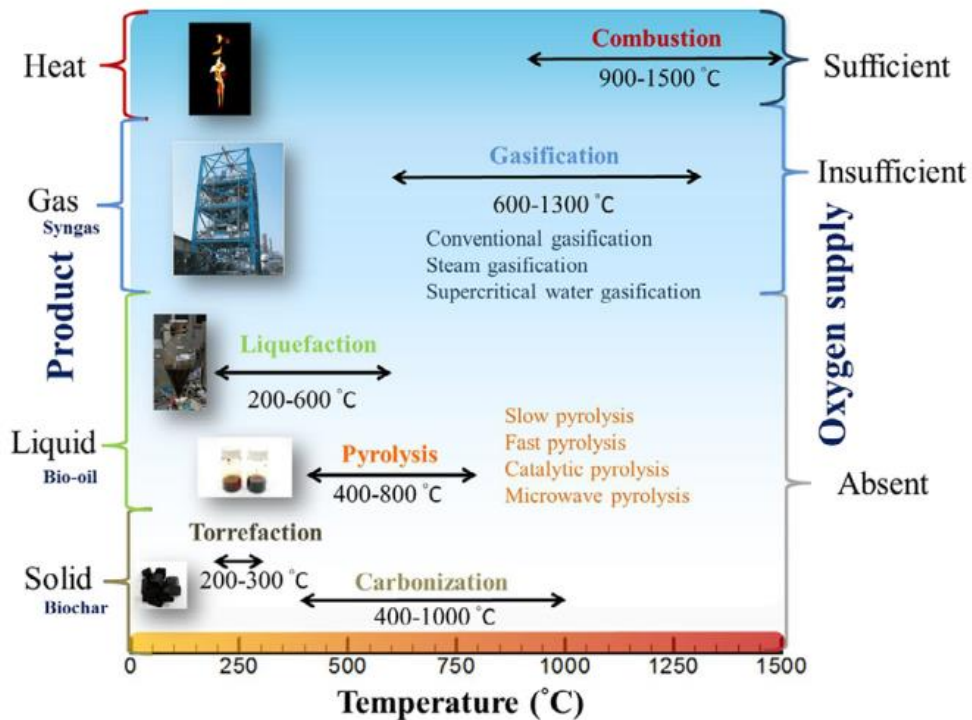 Heat
Combustion
900-1500 °C
Sufficient
Gas
Syngas
Gasification
600-1300 °C
Conventional gasification
Steam gasification
Supercritical water gasification
Insufficient
Product
Oxygen supply
Liquefaction
200-600 °C
Liquid
Bio-oil
Pyrolysis
400-800 °C
Slow pyrolysis
Fast pyrolysis
Catalytic pyrolysis
Microwave pyrolysis
Absent
Solid
Biochar
Torrefaction
200-300 °C
Carbonization
400-1000 °C
0 250 500 750 1000 1250 1500
Temperature (°C)